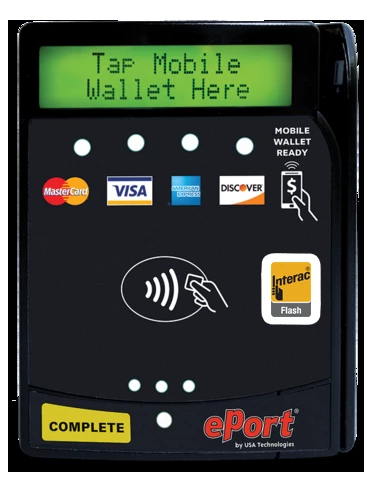 Tap Mobile
Wallet Here
MOBILE
WALLET
READY
MasterCard
VISA
AMERICAN
EXPRESS
DISCOVER
$
Interac®
Flash
COMPLETE
ePort®
by USA Technologies